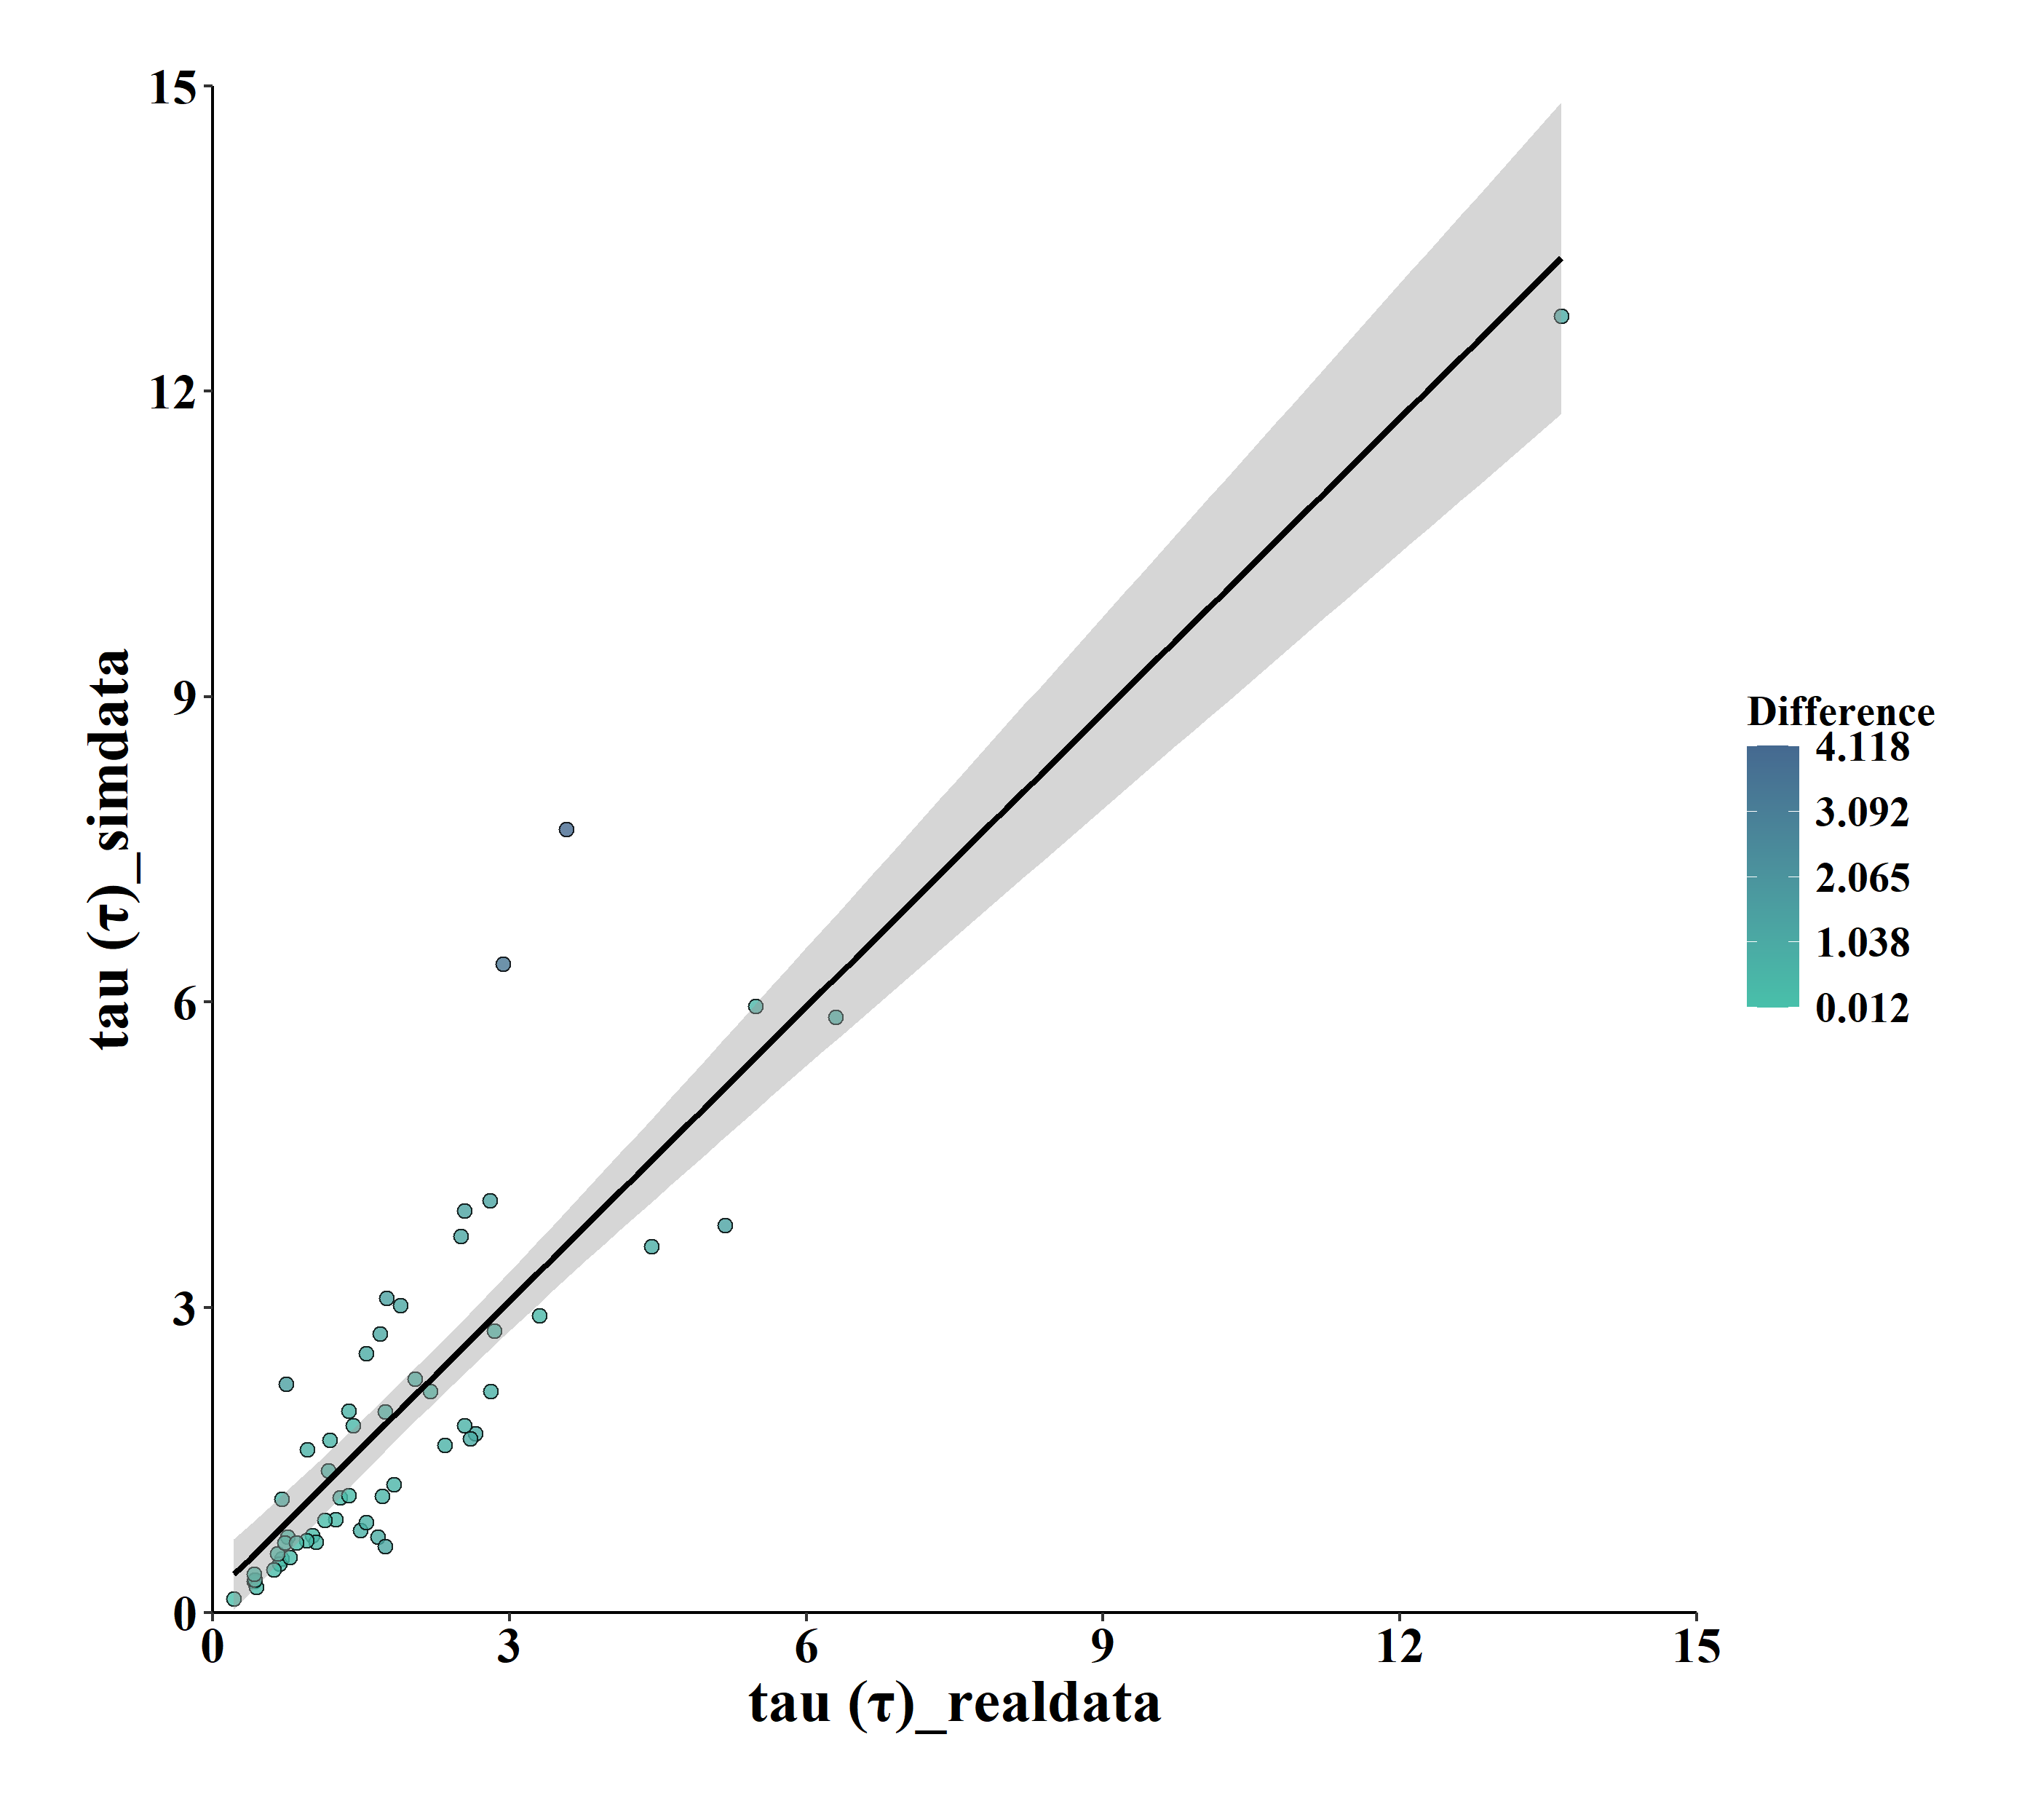 15
12
9
6
3
0
tau (τ)_simdata
0 3 6 9 12 15
tau (τ)_realdata
Difference
4.118
3.092
2.065
1.038
0.012